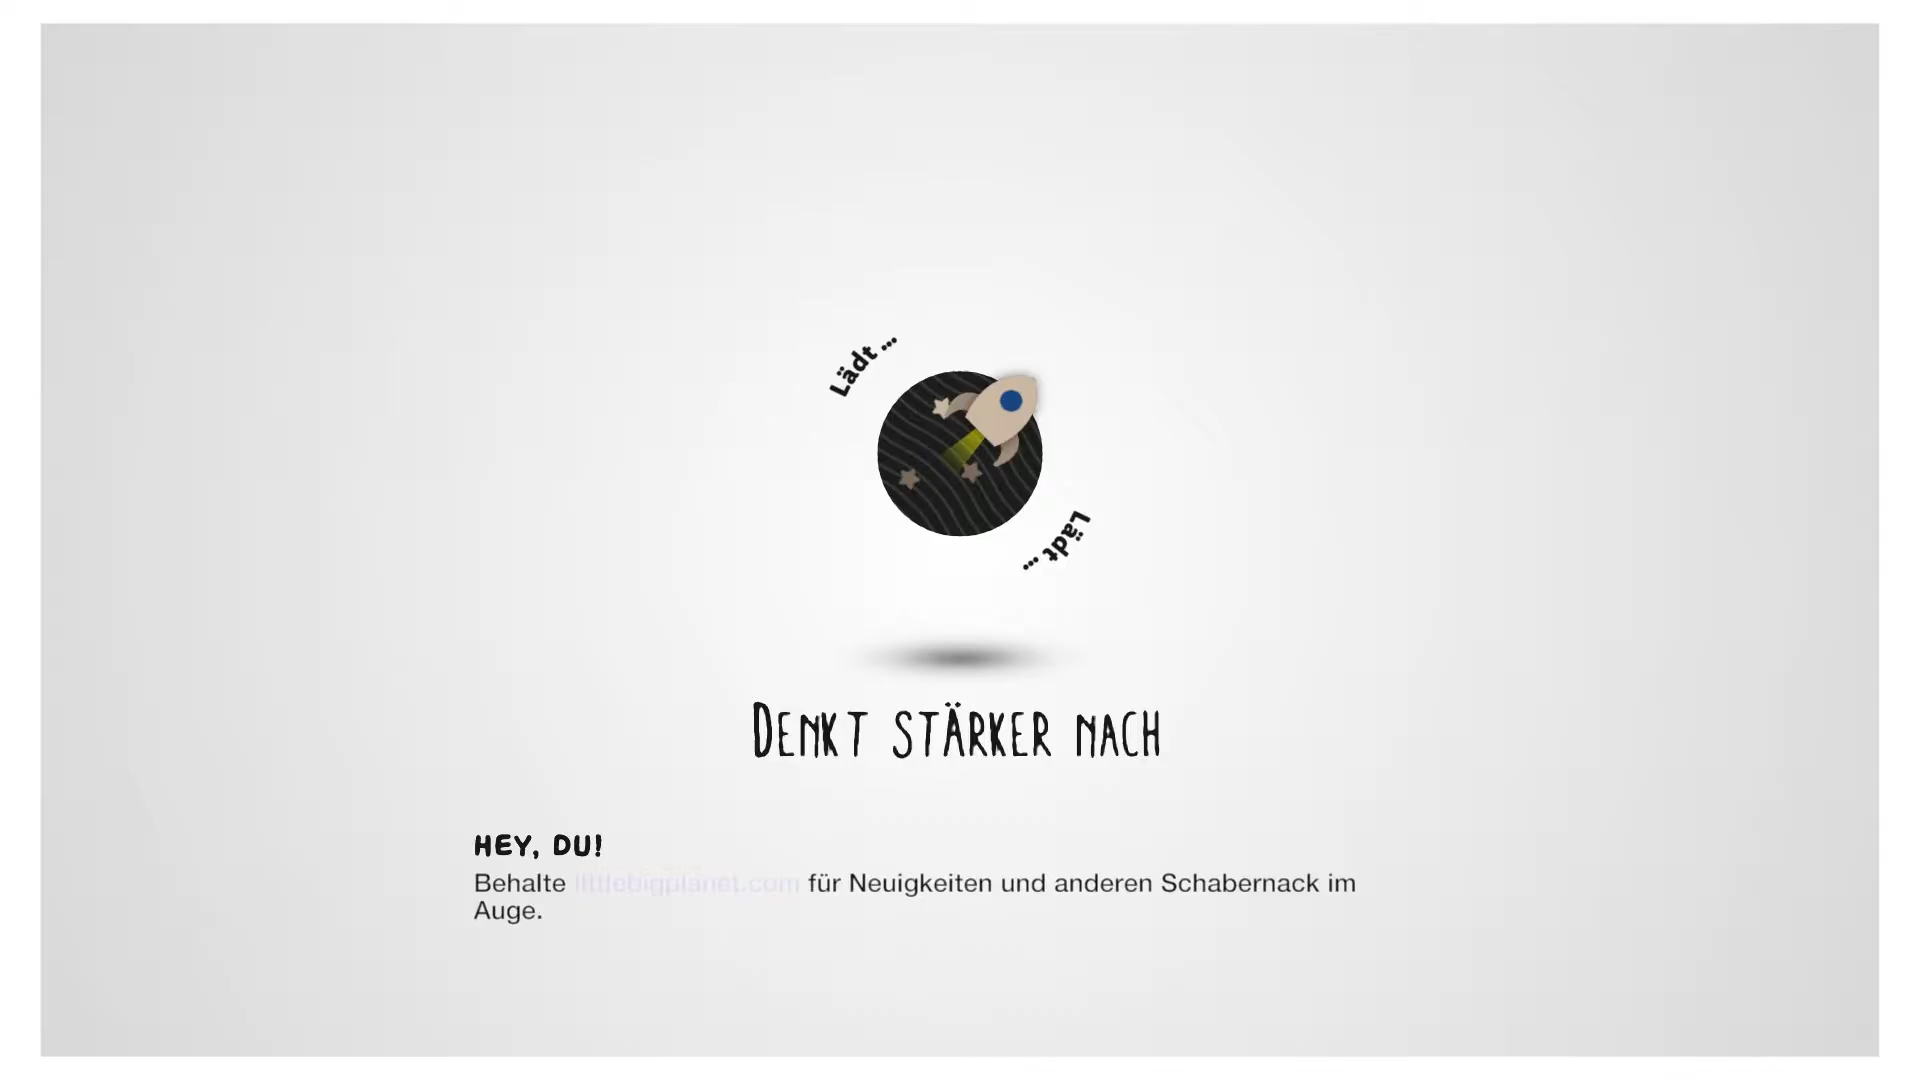 Lädt ...
Lädt ...
DENKT STÄRKER NACH
HEY, DU!
Behalte littlebigplanet.com für Neuigkeiten und anderen Schabernack im
Auge.